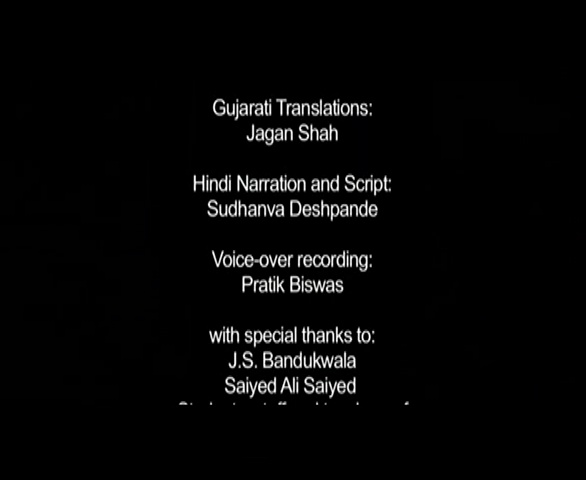 Gujarati Translations:
Jagan Shah
Hindi Narration and Script:
Sudhanva Deshpande
Voice-over recording:
Pratik Biswas
with special thanks to:
J.S. Bandukwala
Saiyed Ali Saiyed